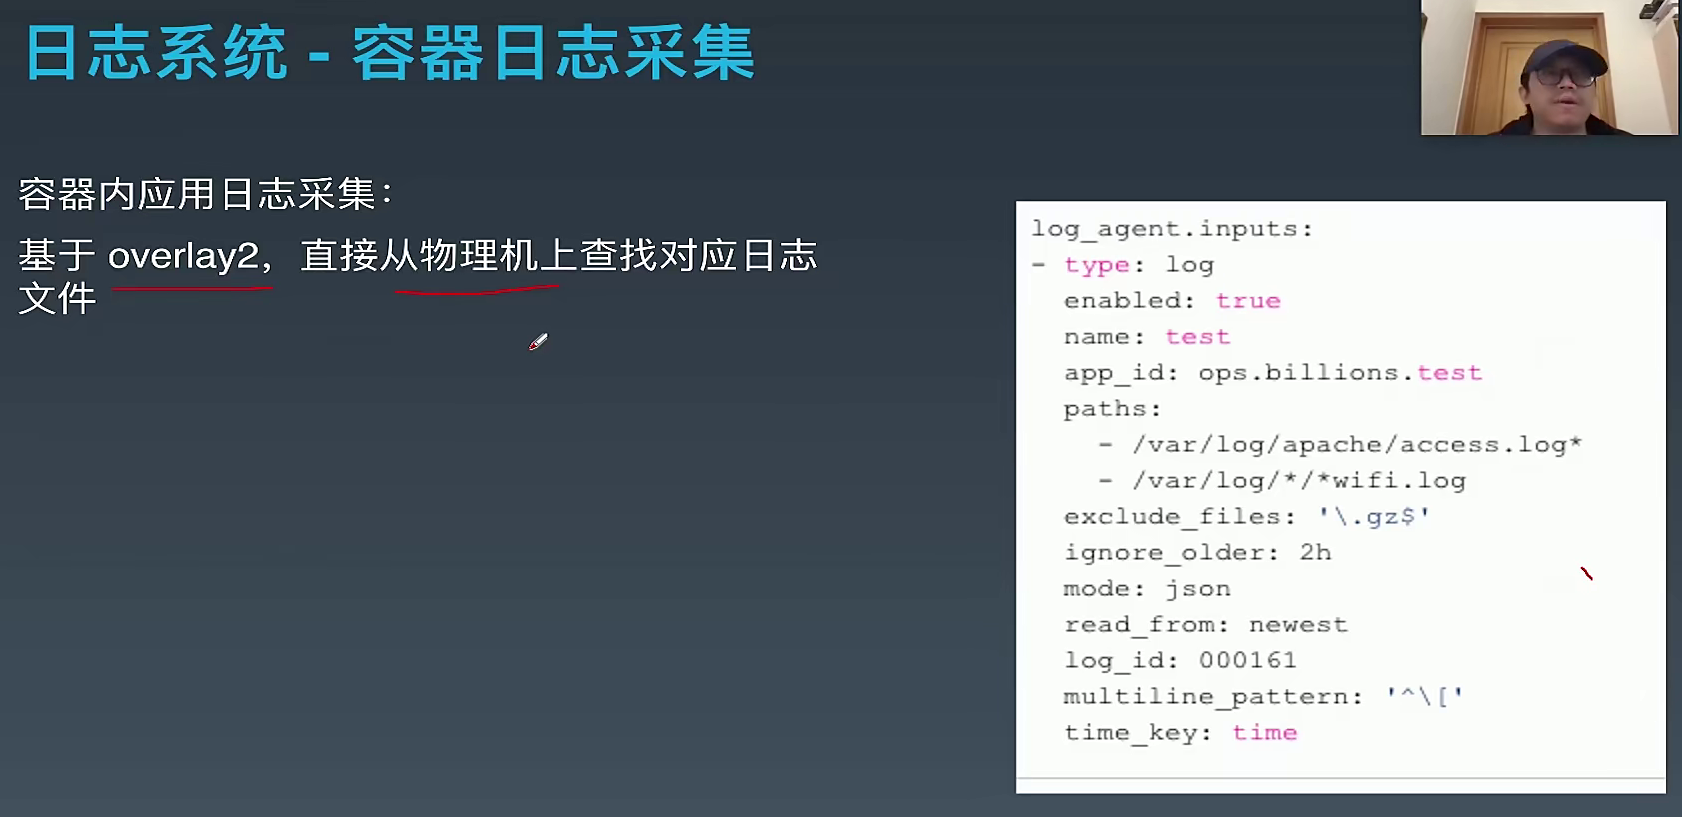 日志系统 - 容器日志采集
容器内应用日志采集：
基于 overlay2，直接从物理机上查找对应日志
文件
log_agent.inputs:
- type: log
enabled: true
name: test
app_id: ops.billions.test
paths:
- /var/log/apache/access.log*
- /var/log/*/*wifi.log
exclude_files: '\.gz$'
ignore_older: 2h
mode: json
read_from: newest
log_id: 000161
multiline_pattern: '^\['
time_key: time